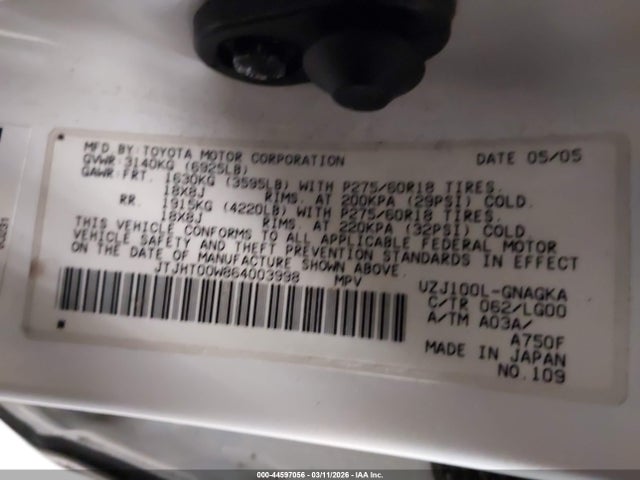 MFD.BY:TOYOTA MOTOR CORPORATION DATE 05/05
GVWR:3140KG (6925LB)
GAWR:FRT. 1630KG (3595LB) WITH P275/60R18 TIRES.
18X8J RIMS. AT 200KPA (29PSI) COLD.
RR. 1915KG (4220LB) WITH P275/60R18 TIRES.
18X8J RIMS. AT 220KPA (32PSI) COLD.
THIS VEHICLE CONFORMS TO ALL APPLICABLE FEDERAL MOTOR
VEHICLE SAFETY AND THEFT PREVENTION STANDARDS IN EFFECT
ON THE DATE OF MANUFACTURE SHOWN ABOVE.
JTJHT00W864003998 MPV
UZJ100L-GNAGKA
C/TR 062/LG00
A/TM A03A/
A750F
MADE IN JAPAN
NO.109
000-44597056 - 03/11/2026 - IAA Inc.